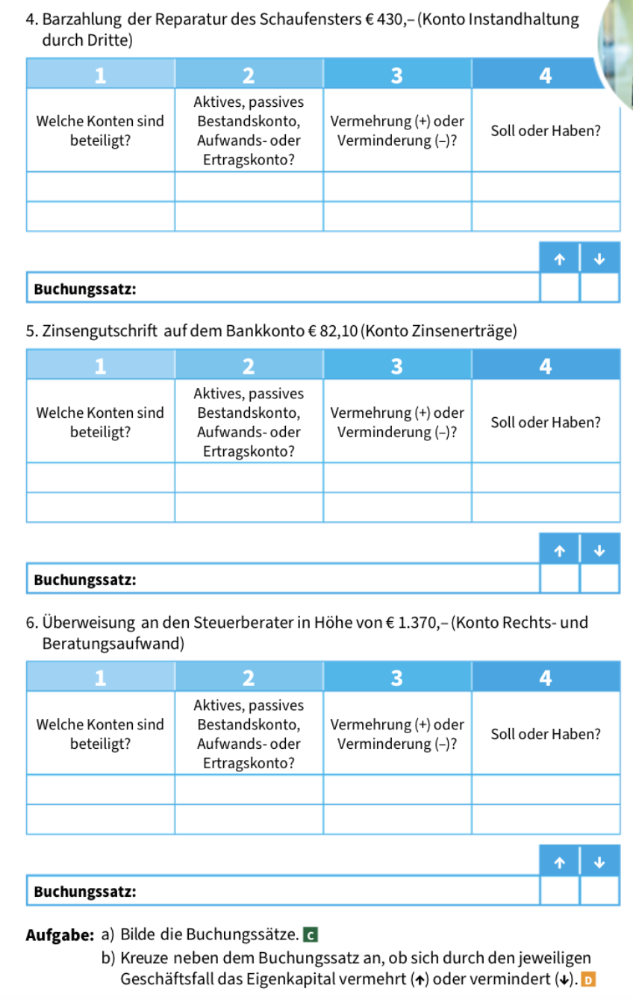 4. Barzahlung der Reparatur des Schaufensters € 430,– (Konto Instandhaltung
durch Dritte)
1 2 3 4
Welche Konten sind
beteiligt?
Aktives, passives
Bestandskonto,
Aufwands- oder
Ertragskonto?
Vermehrung (+) oder
Verminderung (–)?
Soll oder Haben?
↑ ↓
Buchungssatz:
5. Zinsengutschrift auf dem Bankkonto € 82,10 (Konto Zinsenerträge)
1 2 3 4
Welche Konten sind
beteiligt?
Aktives, passives
Bestandskonto,
Aufwands- oder
Ertragskonto?
Vermehrung (+) oder
Verminderung (–)?
Soll oder Haben?
↑ ↓
Buchungssatz:
6. Überweisung an den Steuerberater in Höhe von € 1.370,– (Konto Rechts- und
Beratungsaufwand)
1 2 3 4
Welche Konten sind
beteiligt?
Aktives, passives
Bestandskonto,
Aufwands- oder
Ertragskonto?
Vermehrung (+) oder
Verminderung (–)?
Soll oder Haben?
↑ ↓
Buchungssatz:
Aufgabe: a) Bilde die Buchungssätze. C
b) Kreuze neben dem Buchungssatz an, ob sich durch den jeweiligen
Geschäftsfall das Eigenkapital vermehrt (↑) oder vermindert (↓). D